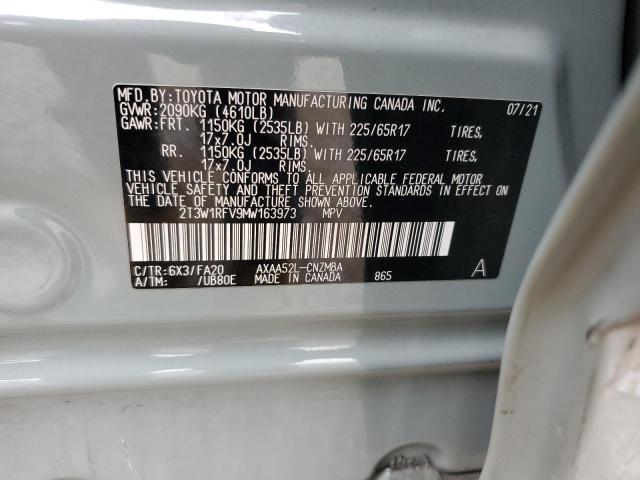 MFD.BY:TOYOTA MOTOR MANUFACTURING CANADA INC. 07/21
GVWR:2090KG (4610LB)
GAWR:FRT. 1150KG (2535LB) WITH 225/65R17 TIRES,
17x7.0J RIMS.
RR. 1150KG (2535LB) WITH 225/65R17 TIRES,
17x7.0J RIMS.
THIS VEHICLE CONFORMS TO ALL APPLICABLE FEDERAL MOTOR
VEHICLE SAFETY AND THEFT PREVENTION STANDARDS IN EFFECT ON
THE DATE OF MANUFACTURE SHOWN ABOVE.
2T3W1RFV9MW163973 MPV
C/TR:6X3/FA20 AXAA52L-CNZMBA A
A/TM: /UB80E MADE IN CANADA 865